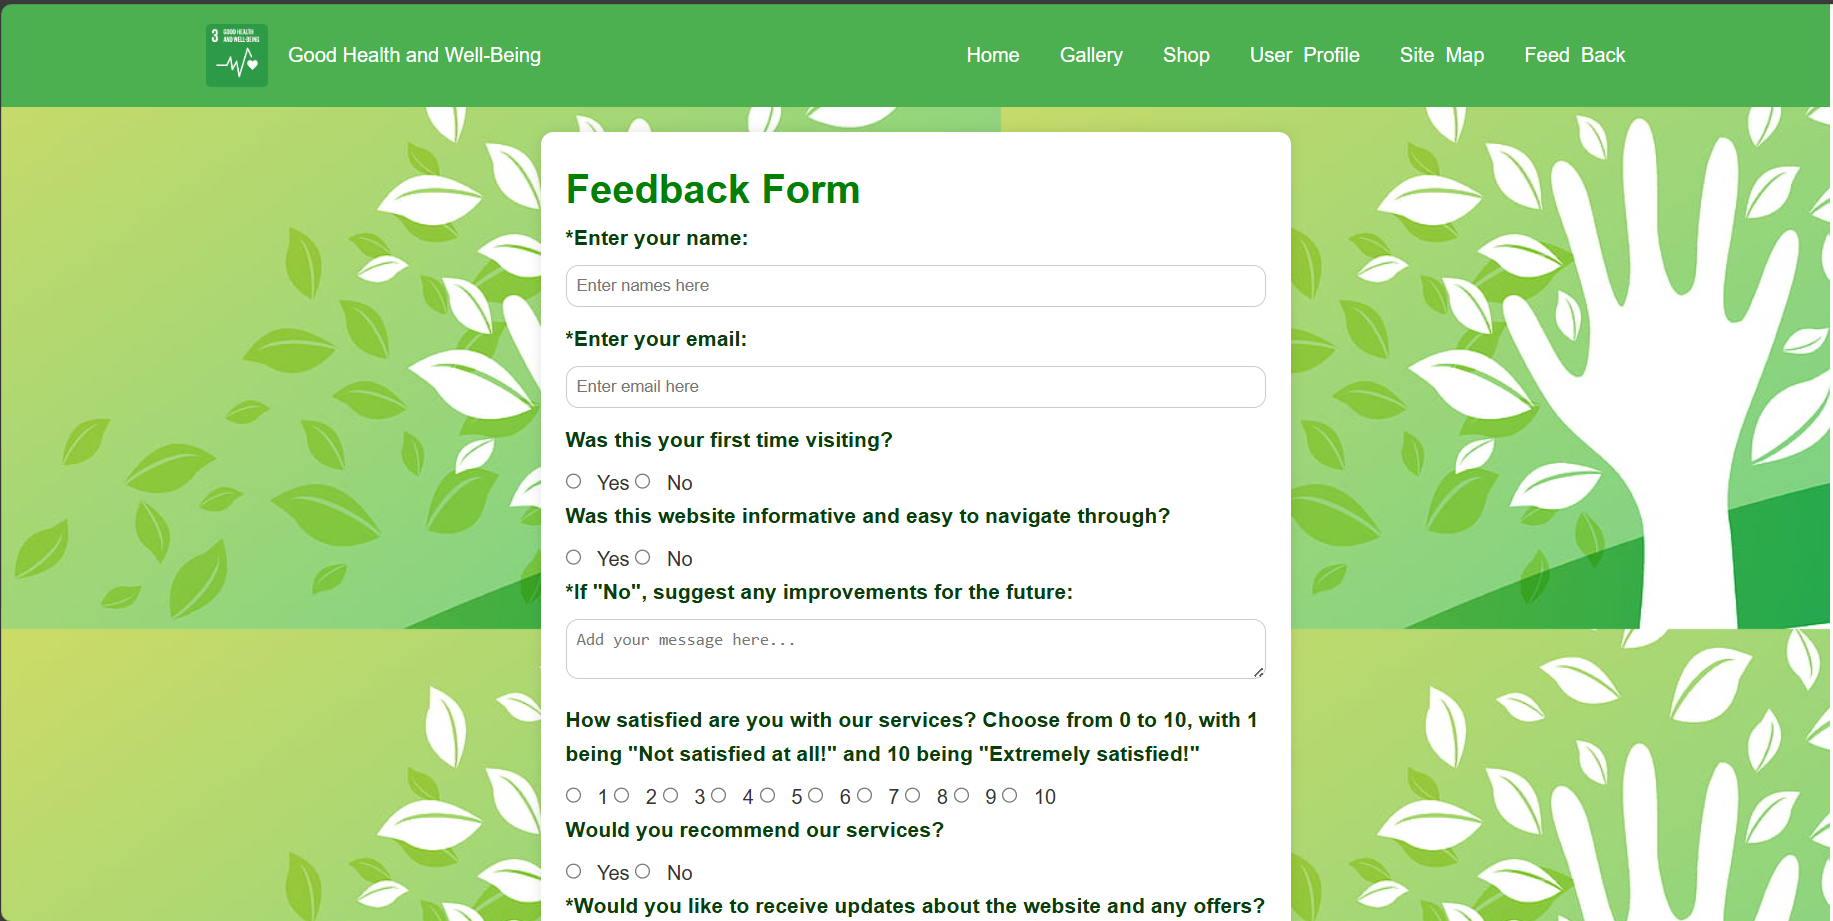 3 GOOD HEALTH
AND WELL-BEING
Good Health and Well-Being
Home Gallery Shop User Profile Site Map Feed Back
Feedback Form
*Enter your name:
Enter names here
*Enter your email:
Enter email here
Was this your first time visiting?
Yes No
Was this website informative and easy to navigate through?
Yes No
*If "No", suggest any improvements for the future:
Add your message here...
How satisfied are you with our services? Choose from 0 to 10, with 1
being "Not satisfied at all!" and 10 being "Extremely satisfied!"
1 2 3 4 5 6 7 8 9 10
Would you recommend our services?
Yes No
*Would you like to receive updates about the website and any offers?